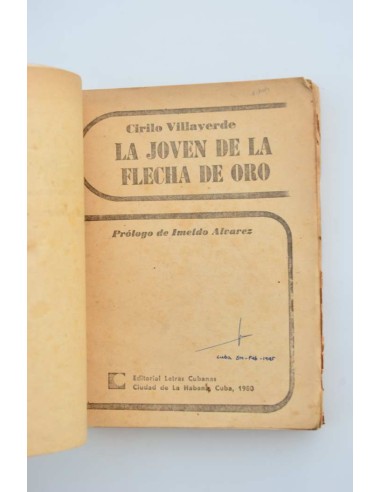 Cirilo Villaverde
LA JOVEN DE LA
FLECHA DE ORO
Prólogo de Imeldo Alvarez
Editorial Letras Cubanas
Ciudad de La Habana, Cuba, 1980